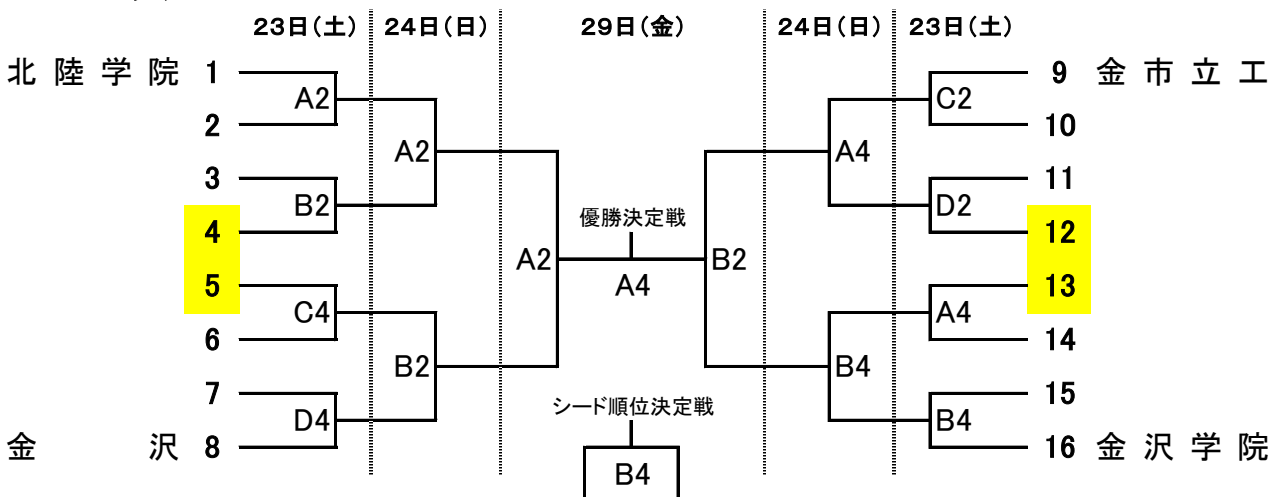 23日(土) 24日(日) 29日(金) 24日(日) 23日(土)
北陸学院 1 9 金市立工
A2 C2
2 10
A2 A4
3 11
B2 D2
4 優勝決定戦 12
A2 B2
5 A4 13
C4 A4
6 14
B2 B4
7 シード順位決定戦 15
D4 B4
金沢 8 16 金沢学院
B4